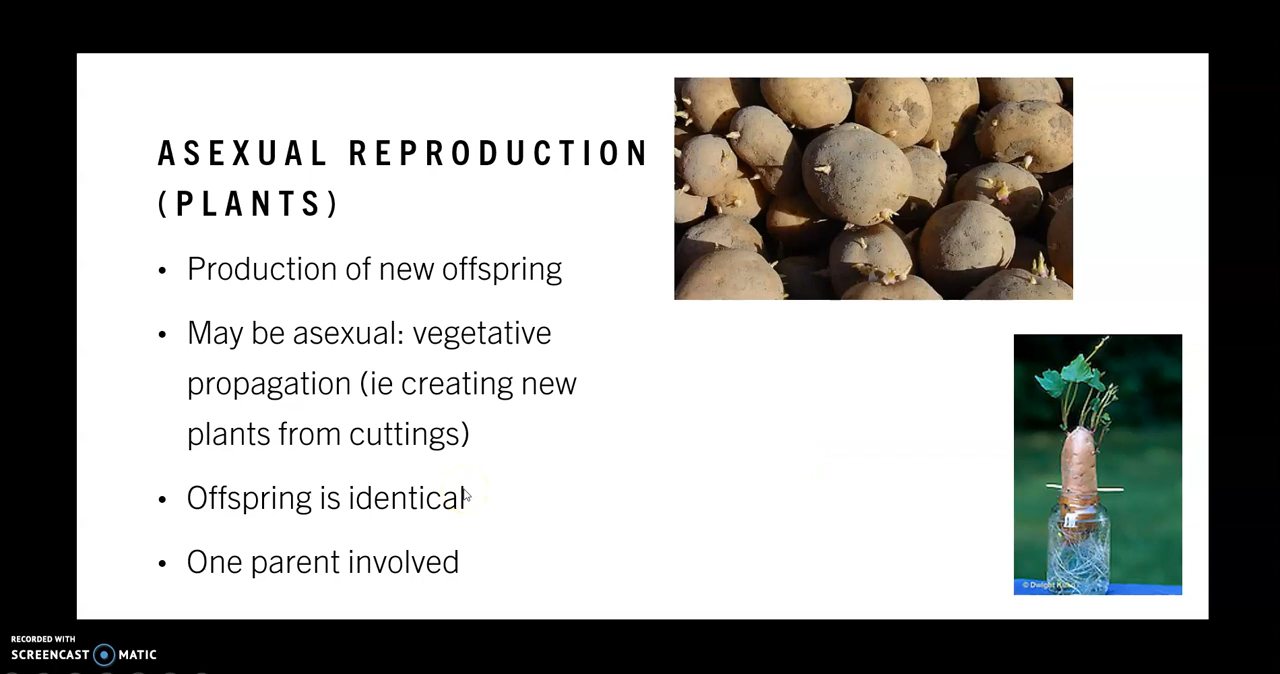 ASEXUAL REPRODUCTION
(PLANTS)
• Production of new offspring
• May be asexual: vegetative
propagation (ie creating new
plants from cuttings)
• Offspring is identical
• One parent involved
© Dwight
RECORDED WITH
SCREENCAST MATIC